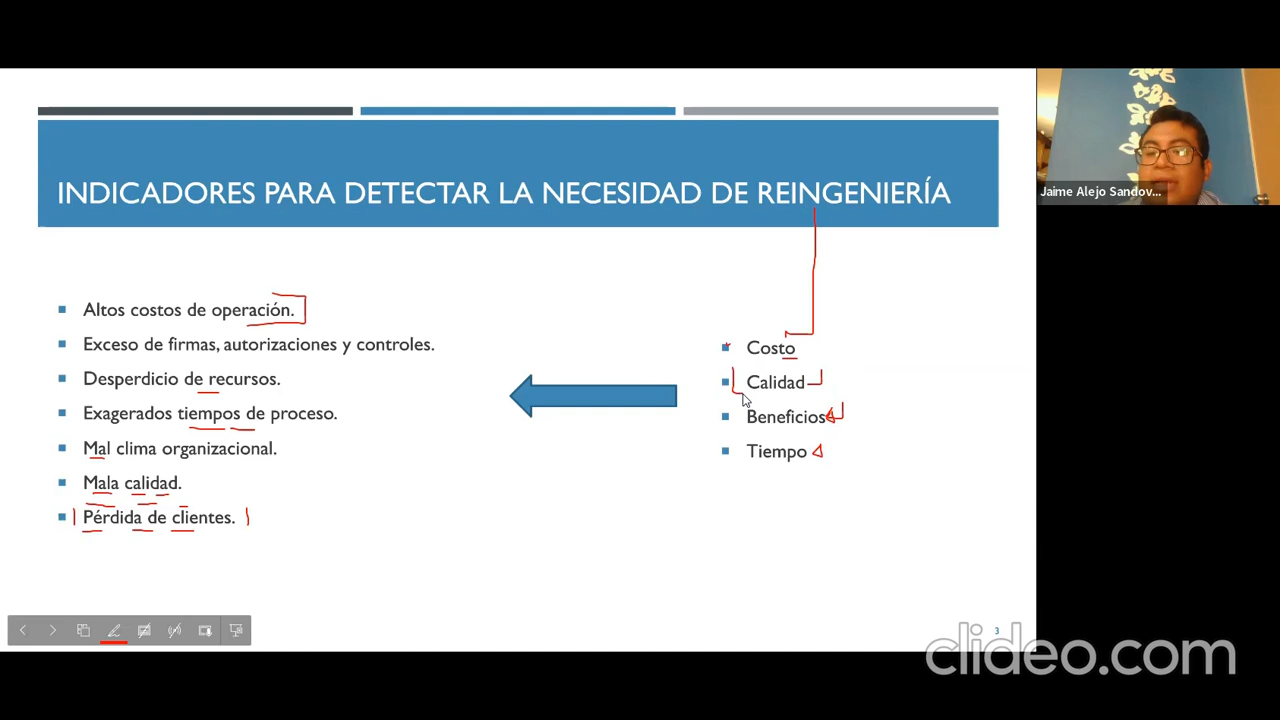 INDICADORES PARA DETECTAR LA NECESIDAD DE REINGENIERÍA
Altos costos de operación.
Exceso de firmas, autorizaciones y controles.
Desperdicio de recursos.
Exagerados tiempos de proceso.
Mal clima organizacional.
Mala calidad.
Pérdida de clientes.
Costo
Calidad
Beneficios
Tiempo
Jaime Alejo Sandov...
3
clideo.com